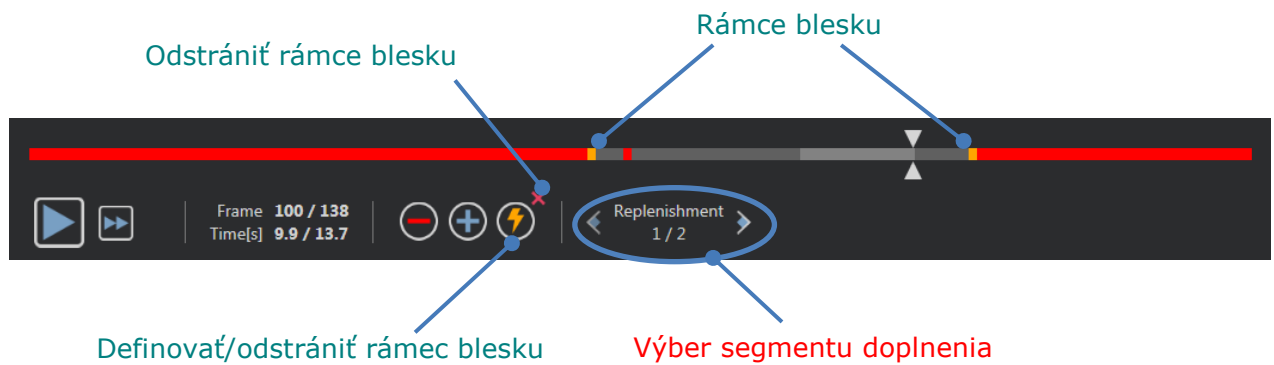 Rámce blesku
Odstrániť rámce blesku
Frame 100 / 138
Time[s] 9.9 / 13.7
Replenishment
1 / 2
Definovať/odstrániť rámec blesku
Výber segmentu doplnenia